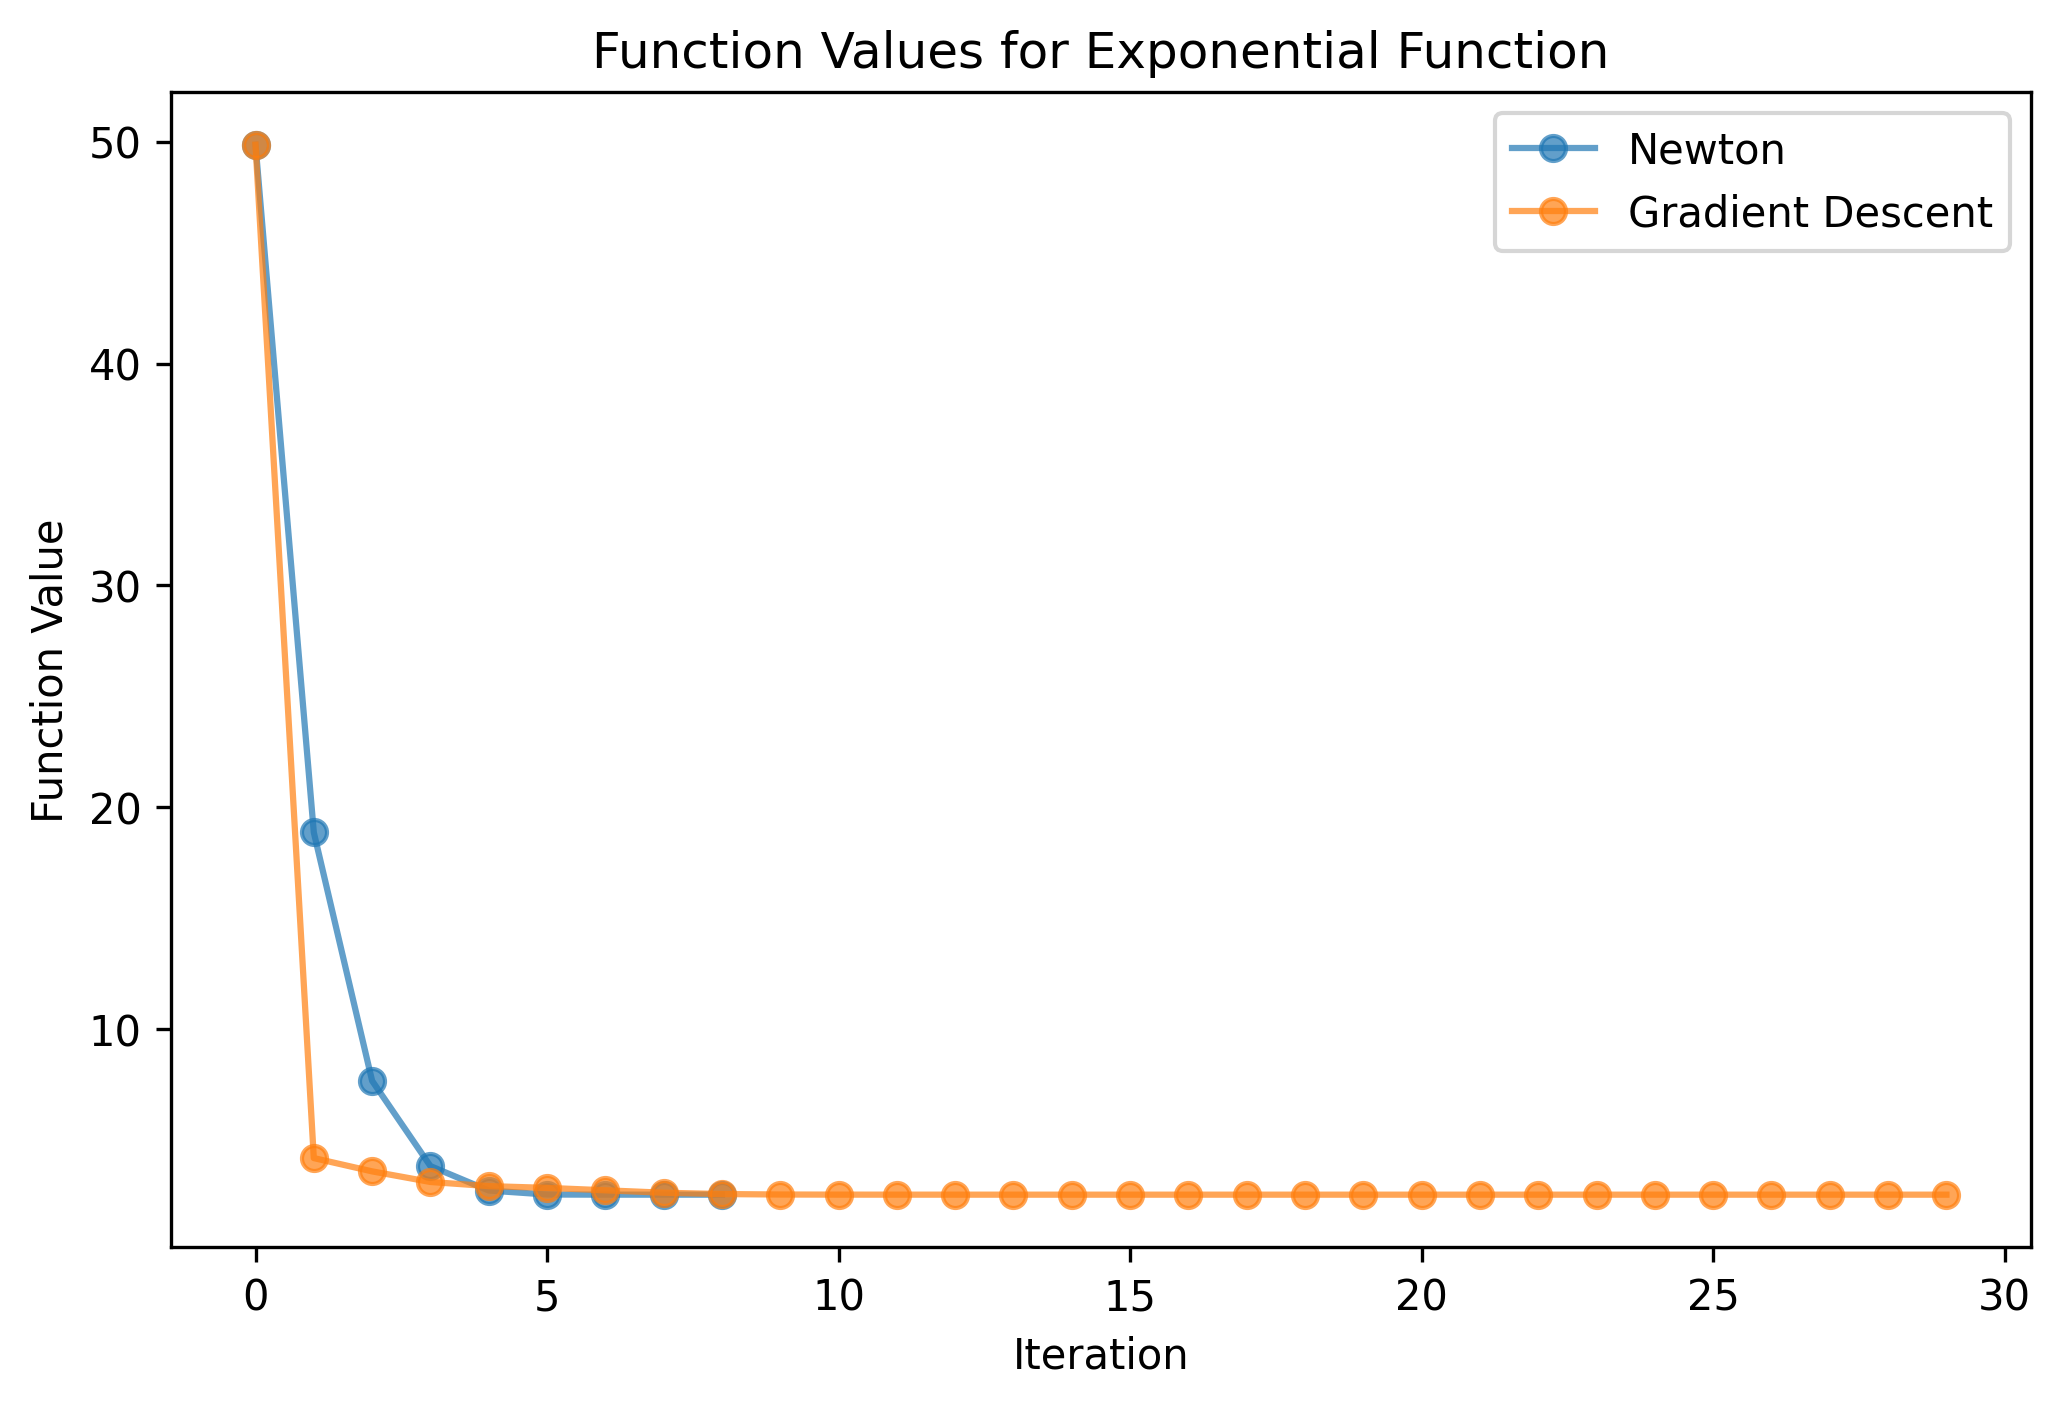 Function Values for Exponential Function
Newton
Gradient Descent
Function Value
50
40
30
20
10
0 5 10 15 20 25 30
Iteration